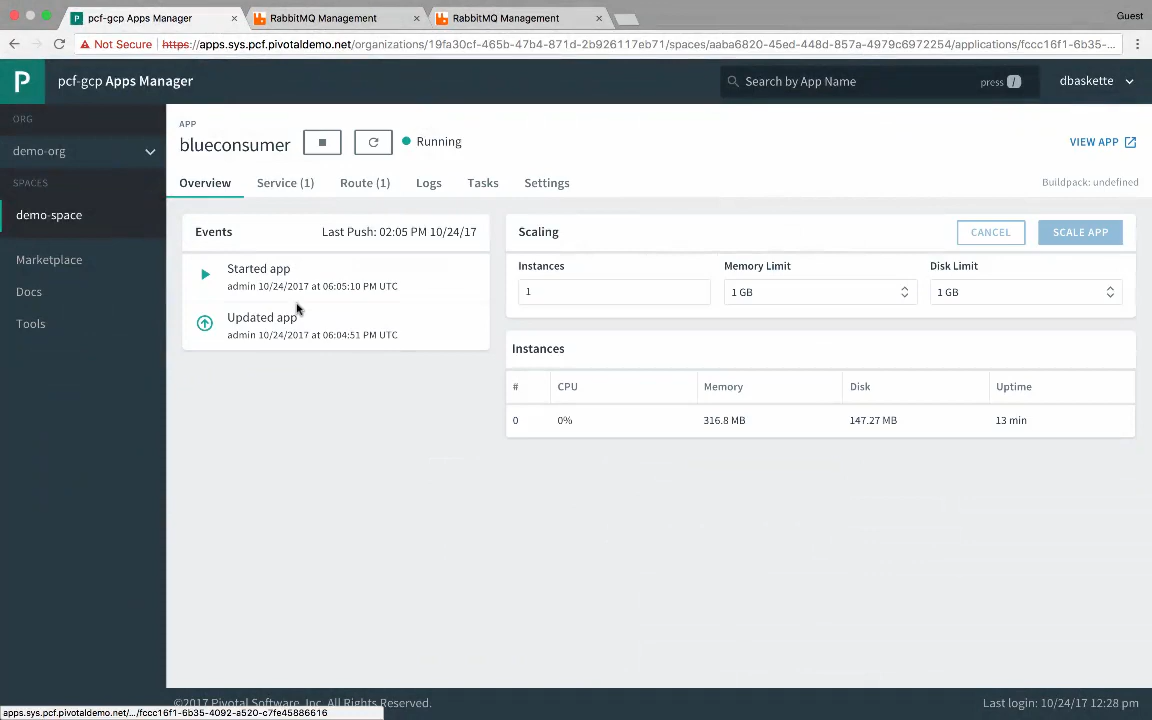 pcf-gcp Apps Manager
RabbitMQ Management
RabbitMQ Management
Guest
Not Secure https://apps.sys.pcf.pivotaldemo.net/organizations/19fa30cf-465b-47b4-871d-2b926117eb71/spaces/aaba6820-45ed-448d-857a-4979c6972254/applications/fccc16f1-6b35-...
P
pcf-gcp Apps Manager
Search by App Name
press /
dbaskette
ORG
demo-org
SPACES
demo-space
Marketplace
Docs
Tools
APP
blueconsumer
Running
VIEW APP
Overview
Service (1)
Route (1)
Logs
Tasks
Settings
Buildpack: undefined
Events
Last Push: 02:05 PM 10/24/17
Started app
admin 10/24/2017 at 06:05:10 PM UTC
Updated app
admin 10/24/2017 at 06:04:51 PM UTC
Scaling
CANCEL
SCALE APP
Instances
Memory Limit
Disk Limit
1
1 GB
1 GB
Instances
# CPU Memory Disk Uptime
0 0% 316.8 MB 147.27 MB 13 min
©2017 Pivotal Software, Inc. All Rights Reserved.
Last login: 10/24/17 12:28 pm
apps.sys.pcf.pivotaldemo.net/.../fccc16f1-6b35-4092-a520-c7fe45886616